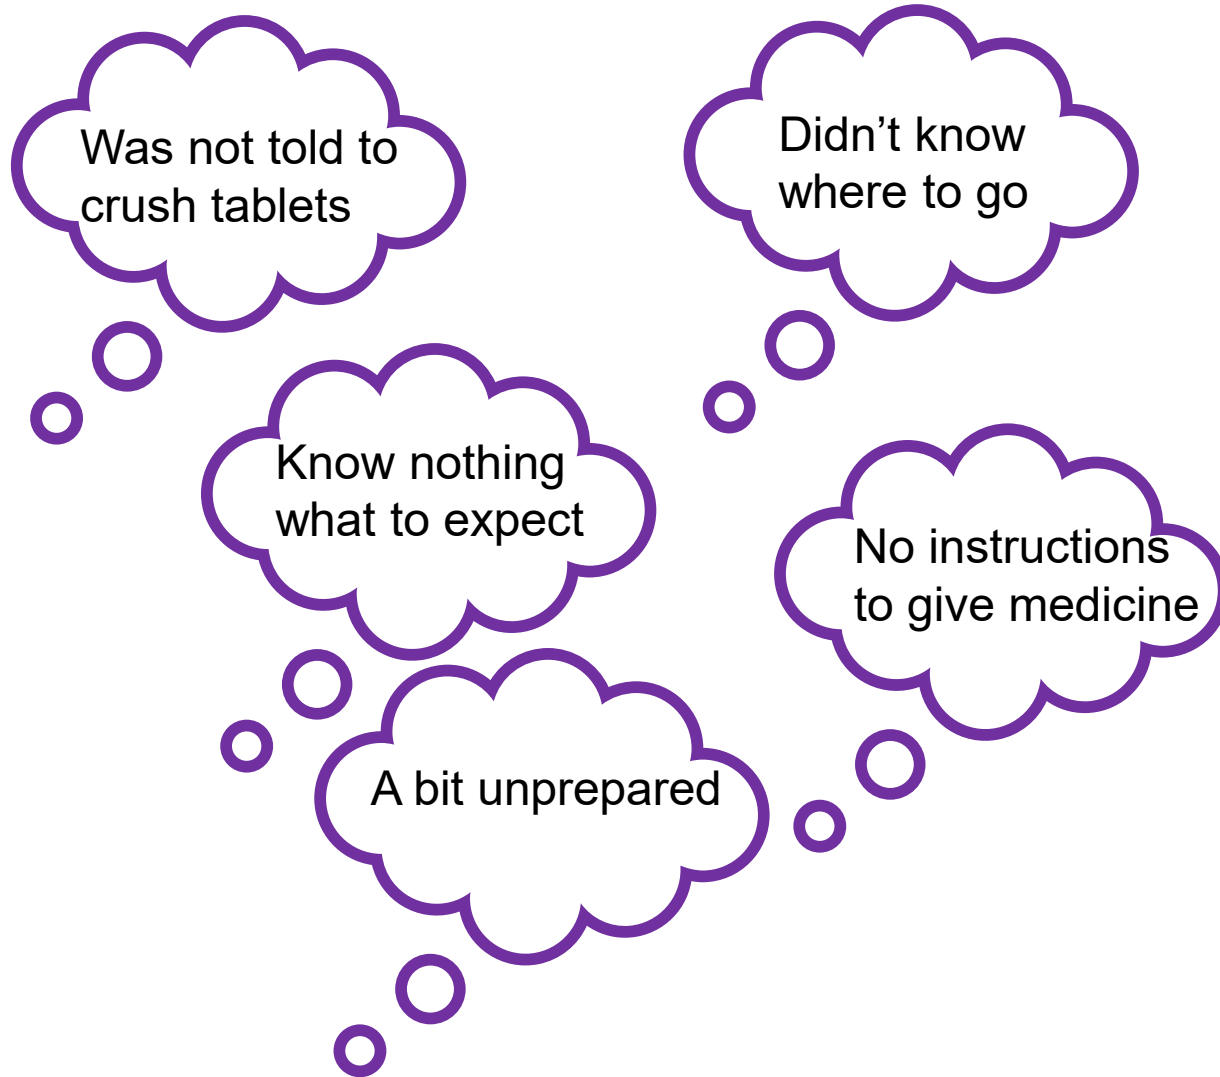 Was not told to
crush tablets
Didn’t know
where to go
Know nothing
what to expect
No instructions
to give medicine
A bit unprepared